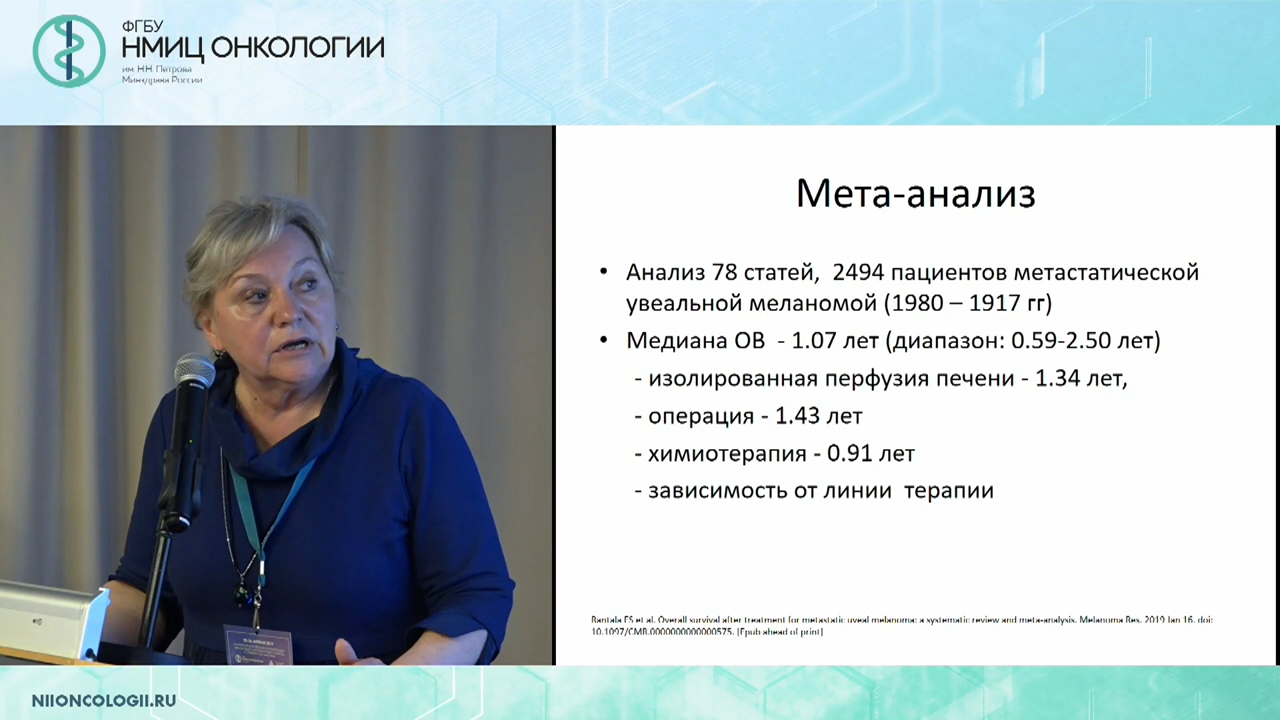 ФГБУ
НМИЦ ОНКОЛОГИИ
им. Н.Н. Петрова
Минздрава России
Мета-анализ
• Анализ 78 статей, 2494 пациентов метастатической
увеальной меланомой (1980 – 1917 гг)
• Медиана ОВ - 1.07 лет (диапазон: 0.59-2.50 лет)
- изолированная перфузия печени - 1.34 лет,
- операция - 1.43 лет
- химиотерапия - 0.91 лет
- зависимость от линии терапии
Rantala ES et al. Overall survival after treatment for metastatic uveal melanoma: a systematic review and meta-analysis. Melanoma Res. 2019 Jan 16. doi:
10.1097/CMR.0000000000000575. [Epub ahead of print]
NIIONCOLOGII.RU